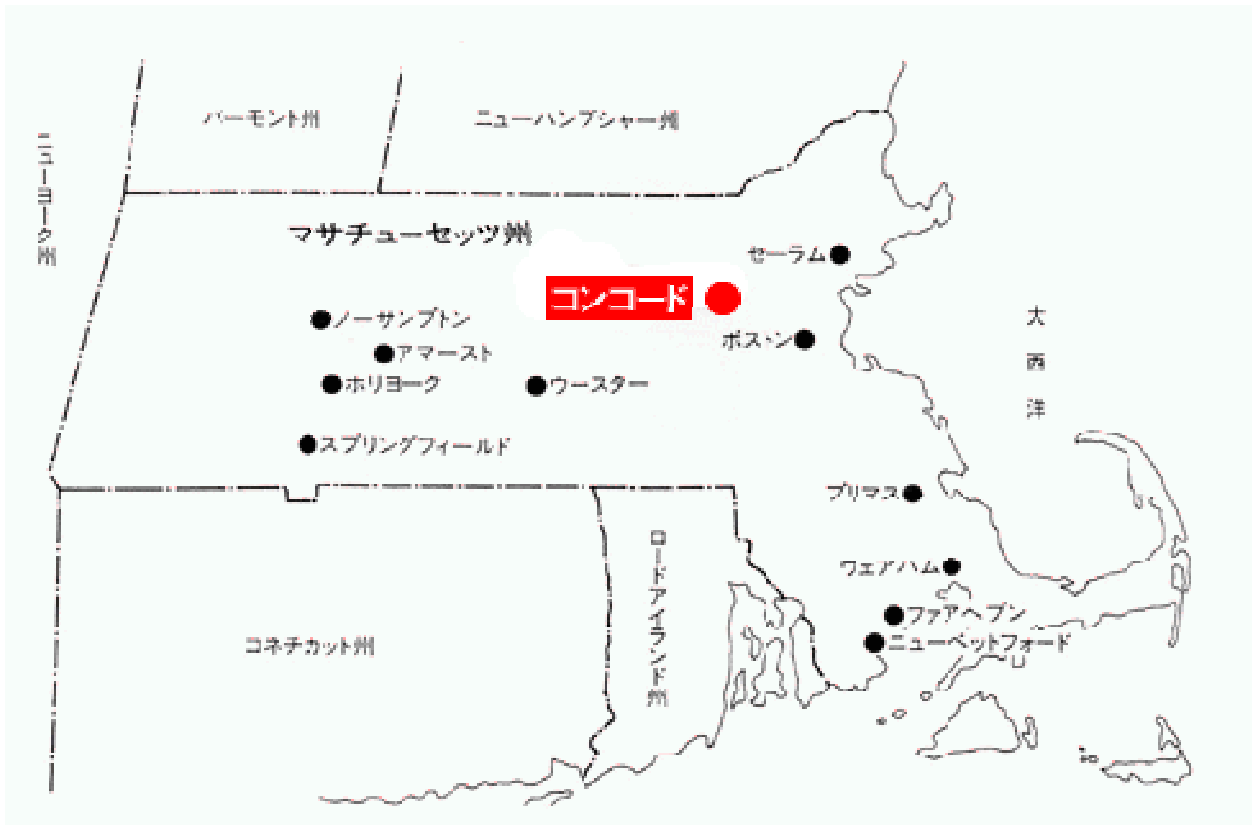 バーモント州
ニューハンプシャー州
ニューヨーク州
マサチューセッツ州
セーラム
コンコード
ノーサンプトン
ボストン
大西洋
アマースト
ホリヨーク
ウースター
スプリングフィールド
プリマス
ワェアハム
ロードアイランド州
ファアヘブン
コネチカット州
ニューベットフォード